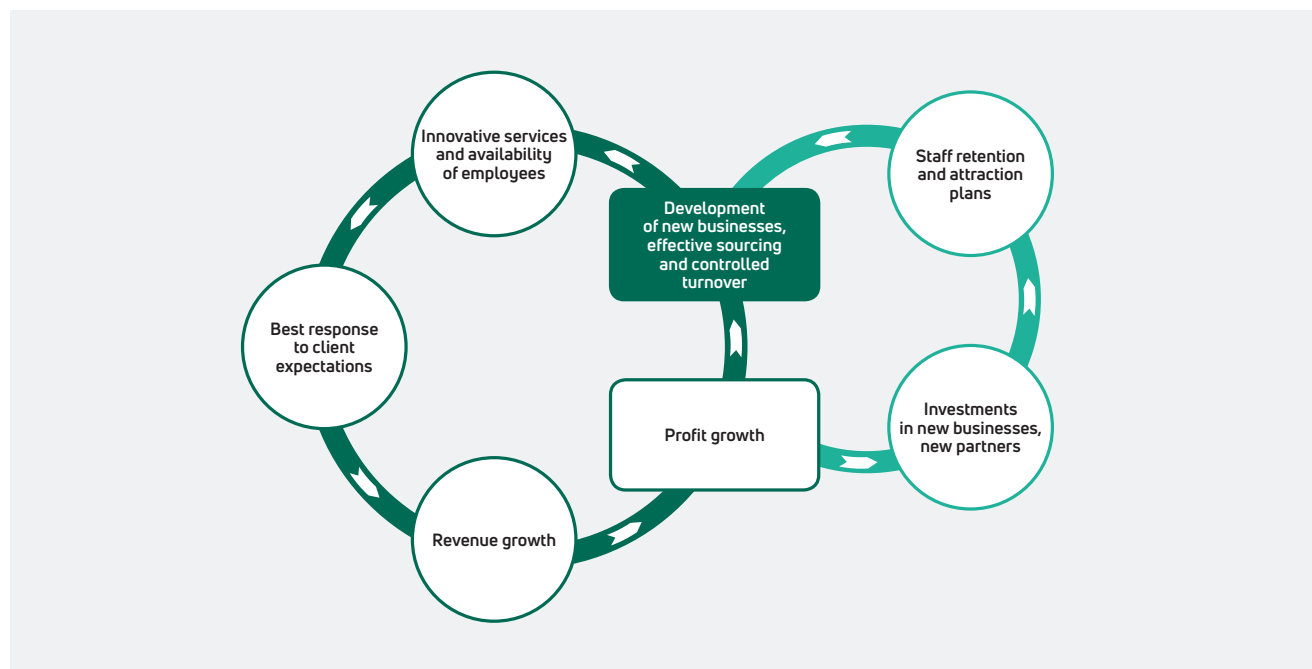 Innovative services
and availability
of employees
Staff retention
and attraction
plans
Development
of new businesses,
effective sourcing
and controlled
turnover
Best response
to client
expectations
Profit growth
Investments
in new businesses,
new partners
Revenue growth